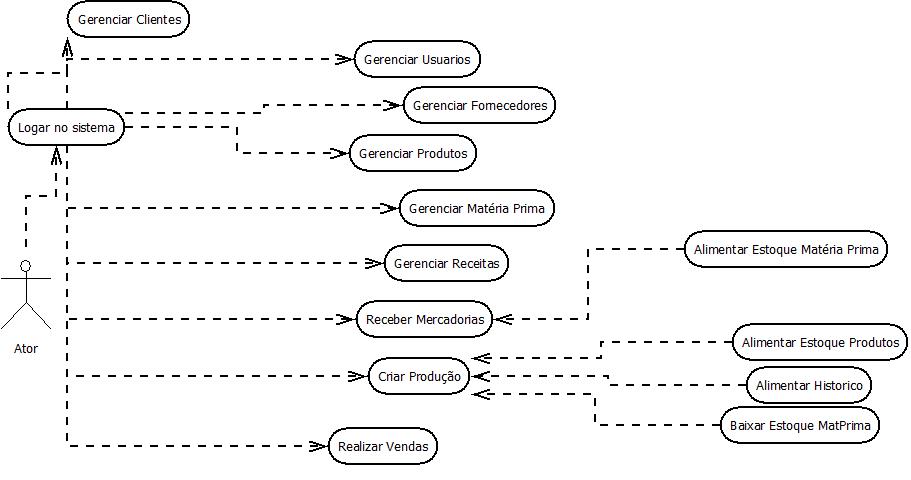 Gerenciar Clientes
Gerenciar Usuarios
Gerenciar Fornecedores
Logar no sistema
Gerenciar Produtos
Gerenciar Matéria Prima
Alimentar Estoque Matéria Prima
Gerenciar Receitas
Receber Mercadorias
Ator
Alimentar Estoque Produtos
Criar Produção
Alimentar Historico
Baixar Estoque MatPrima
Realizar Vendas